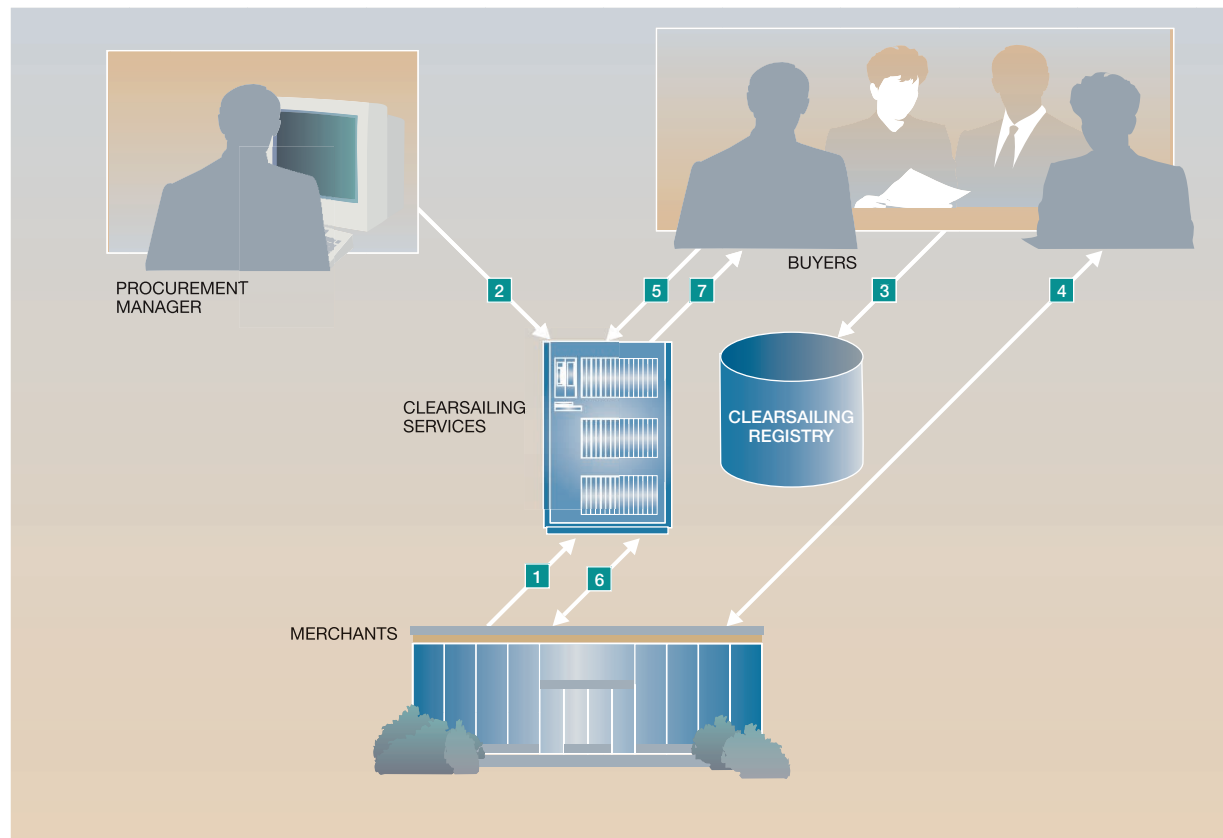 PROCUREMENT
MANAGER
BUYERS
2
5
7
3
4
CLEARSAILING
SERVICES
CLEARSAILING
REGISTRY
1
6
MERCHANTS